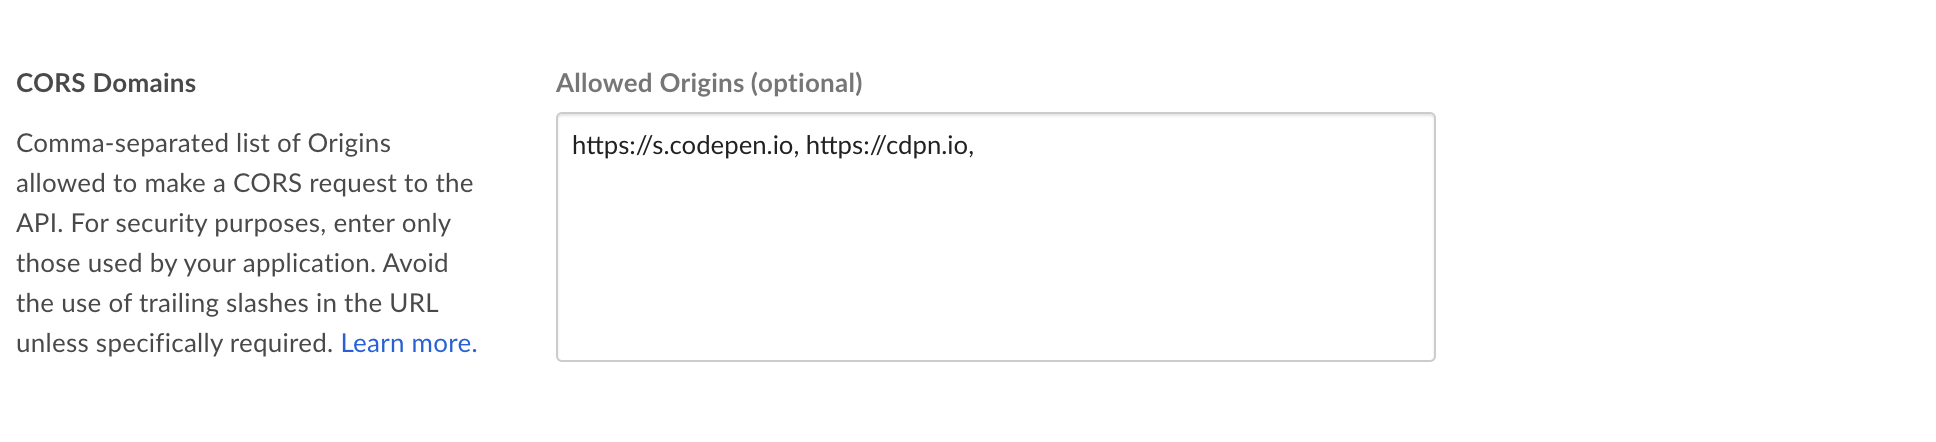 CORS Domains
Comma-separated list of Origins
allowed to make a CORS request to the
API. For security purposes, enter only
those used by your application. Avoid
the use of trailing slashes in the URL
unless specifically required. Learn more.
Allowed Origins (optional)
https://s.codepen.io, https://cdpn.io,